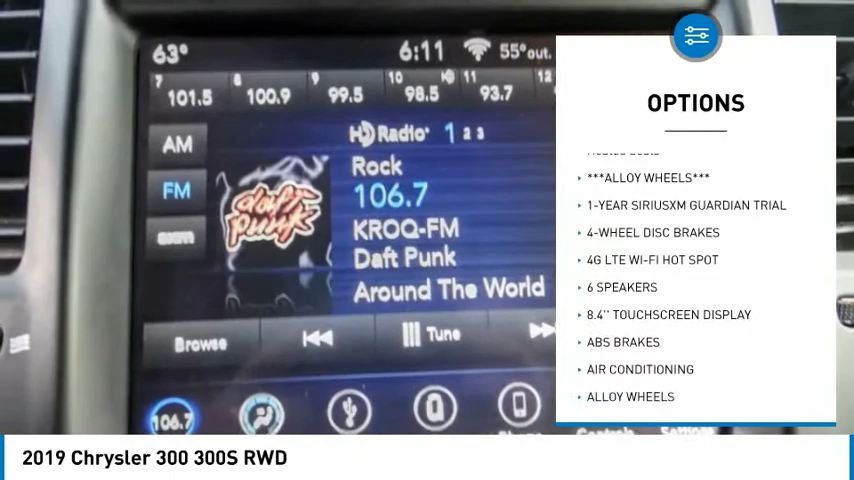 63°
6:11
55°out.
7
8
9
10
HD
11
12
101.5
100.9
99.5
98.5
93.7
AM
FM
HD Radio
1 2 3
Rock
106.7
KROQ-FM
Daft Punk
Around The World
daft punk
Browse
Tune
106.7
Settings
OPTIONS
***ALLOY WHEELS***
1-YEAR SIRIUSXM GUARDIAN TRIAL
4-WHEEL DISC BRAKES
4G LTE WI-FI HOT SPOT
6 SPEAKERS
8.4'' TOUCHSCREEN DISPLAY
ABS BRAKES
AIR CONDITIONING
ALLOY WHEELS
2019 Chrysler 300 300S RWD